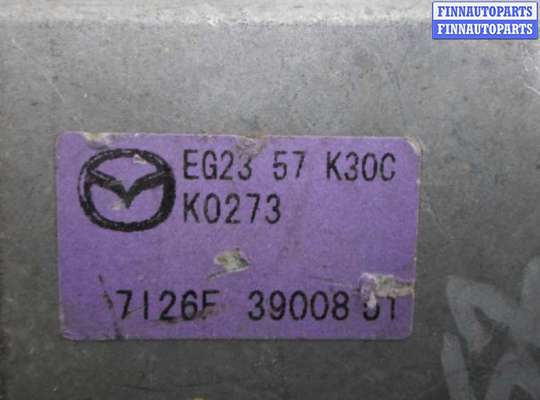 FINNAUTOPARTS
FINNAUTOPARTS
EG23 57 K30C
K0273
7126F 39008